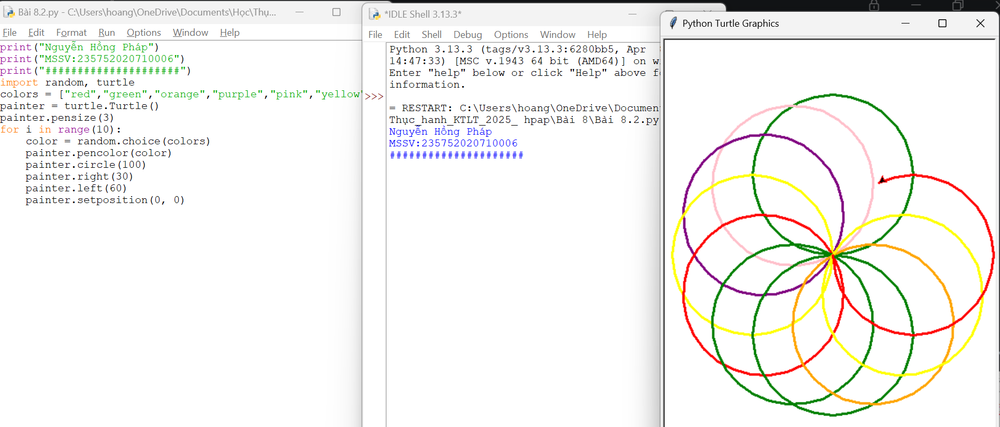 Bài 8.2.py - C:\Users\hoang\OneDrive\Documents\Học\Thụ...
File Edit Format Run Options Window Help
print("Nguyễn Hồng Pháp")
print("MSSV:235752020710006")
print("#####################")
import random, turtle
colors = ["red","green","orange","purple","pink","yellow"
painter = turtle.Turtle()
painter.pensize(3)
for i in range(10):
    color = random.choice(colors)
    painter.pencolor(color)
    painter.circle(100)
    painter.right(30)
    painter.left(60)
    painter.setposition(0, 0)
*IDLE Shell 3.13.3*
File Edit Shell Debug Options Window Help
Python 3.13.3 (tags/v3.13.3:6280bb5, Apr
14:47:33) [MSC v.1943 64 bit (AMD64)] on w
Enter "help" below or click "Help" above fo
information.
>>>
= RESTART: C:\Users\hoang\OneDrive\Documen
Thực_hanh_KTLT_2025_ hpap\Bài 8\Bài 8.2.py
Nguyễn Hồng Pháp
MSSV:235752020710006
#####################
Python Turtle Graphics